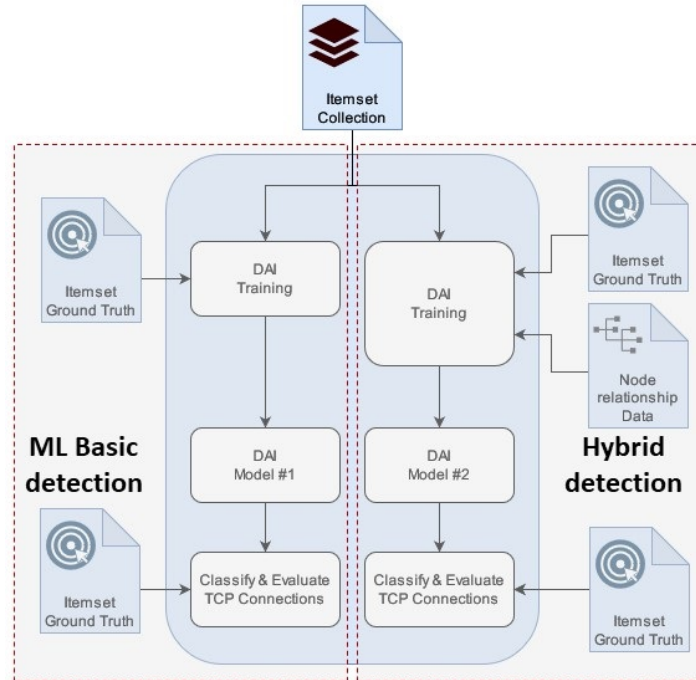 Itemset
Collection
Itemset
Ground Truth
DAI
Training
DAI
Training
Itemset
Ground Truth
Node
relationship
Data
ML Basic
detection
DAI
Model #1
DAI
Model #2
Hybrid
detection
Itemset
Ground Truth
Classify & Evaluate
TCP Connections
Classify & Evaluate
TCP Connections
Itemset
Ground Truth